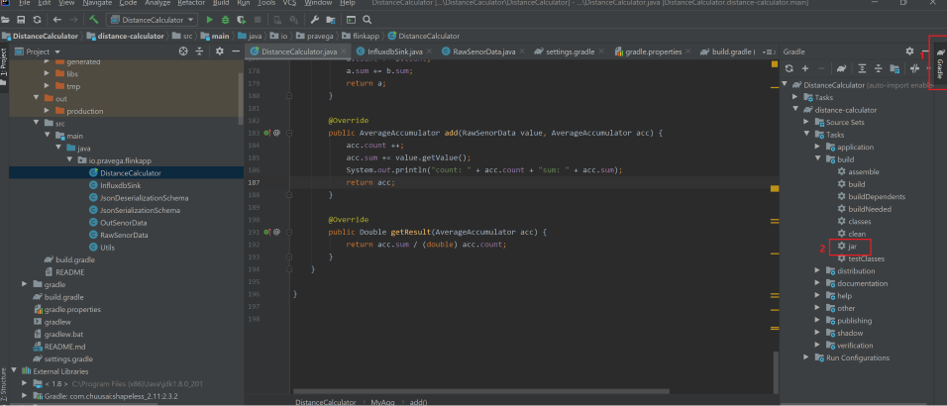 File Edit View Navigate Code Analyze Refactor Build Run Tools VCS Window Help DistanceCalculator [...\DistanceCalculator\DistanceCalculator] - ...\DistanceCalculator.java [distance-calculator.main]
DistanceCalculator
DistanceCalculator distance-calculator src main java io pravega flinkapp DistanceCalculator
Project
DistanceCalculator.java InfluxdbSink.java RawSenorData.java settings.gradle gradle.properties build.gradle
Gradle
1: Project
Z: Structure
1
Gradle
generated
libs
tmp
out
production
src
main
java
io.pravega.flinkapp
DistanceCalculator
InfluxdbSink
JsonDeserializationSchema
JsonSerializationSchema
OutSenorData
RawSenorData
Utils
build.gradle
README
gradle
build.gradle
gradle.properties
gradlew
gradlew.bat
README.md
settings.gradle
External Libraries
< 1.8 > C:\Program Files (x86)\Java\jdk1.8.0_201
Gradle: com.chuusai:shapeless_2.11:2.3.2
178 a.sum += b.sum;
179 return a;
180 }
181
182 @Override
183 public AverageAccumulator add(RawSenorData value, AverageAccumulator acc) {
184 acc.count ++;
185 acc.sum += value.getValue();
186 System.out.println("count: " + acc.count + "sum: " + acc.sum);
187 return acc;
188 }
189
190 @Override
191 public Double getResult(AverageAccumulator acc) {
192 return acc.sum / (double) acc.count;
193 }
194 }
195
196 }
197
198
DistanceCalculator MyAgg add()
DistanceCalculator (auto-import enable
Tasks
distance-calculator
Source Sets
Tasks
application
build
assemble
build
buildDependents
buildNeeded
classes
clean
2 jar
testClasses
distribution
documentation
help
other
publishing
shadow
verification
Run Configurations